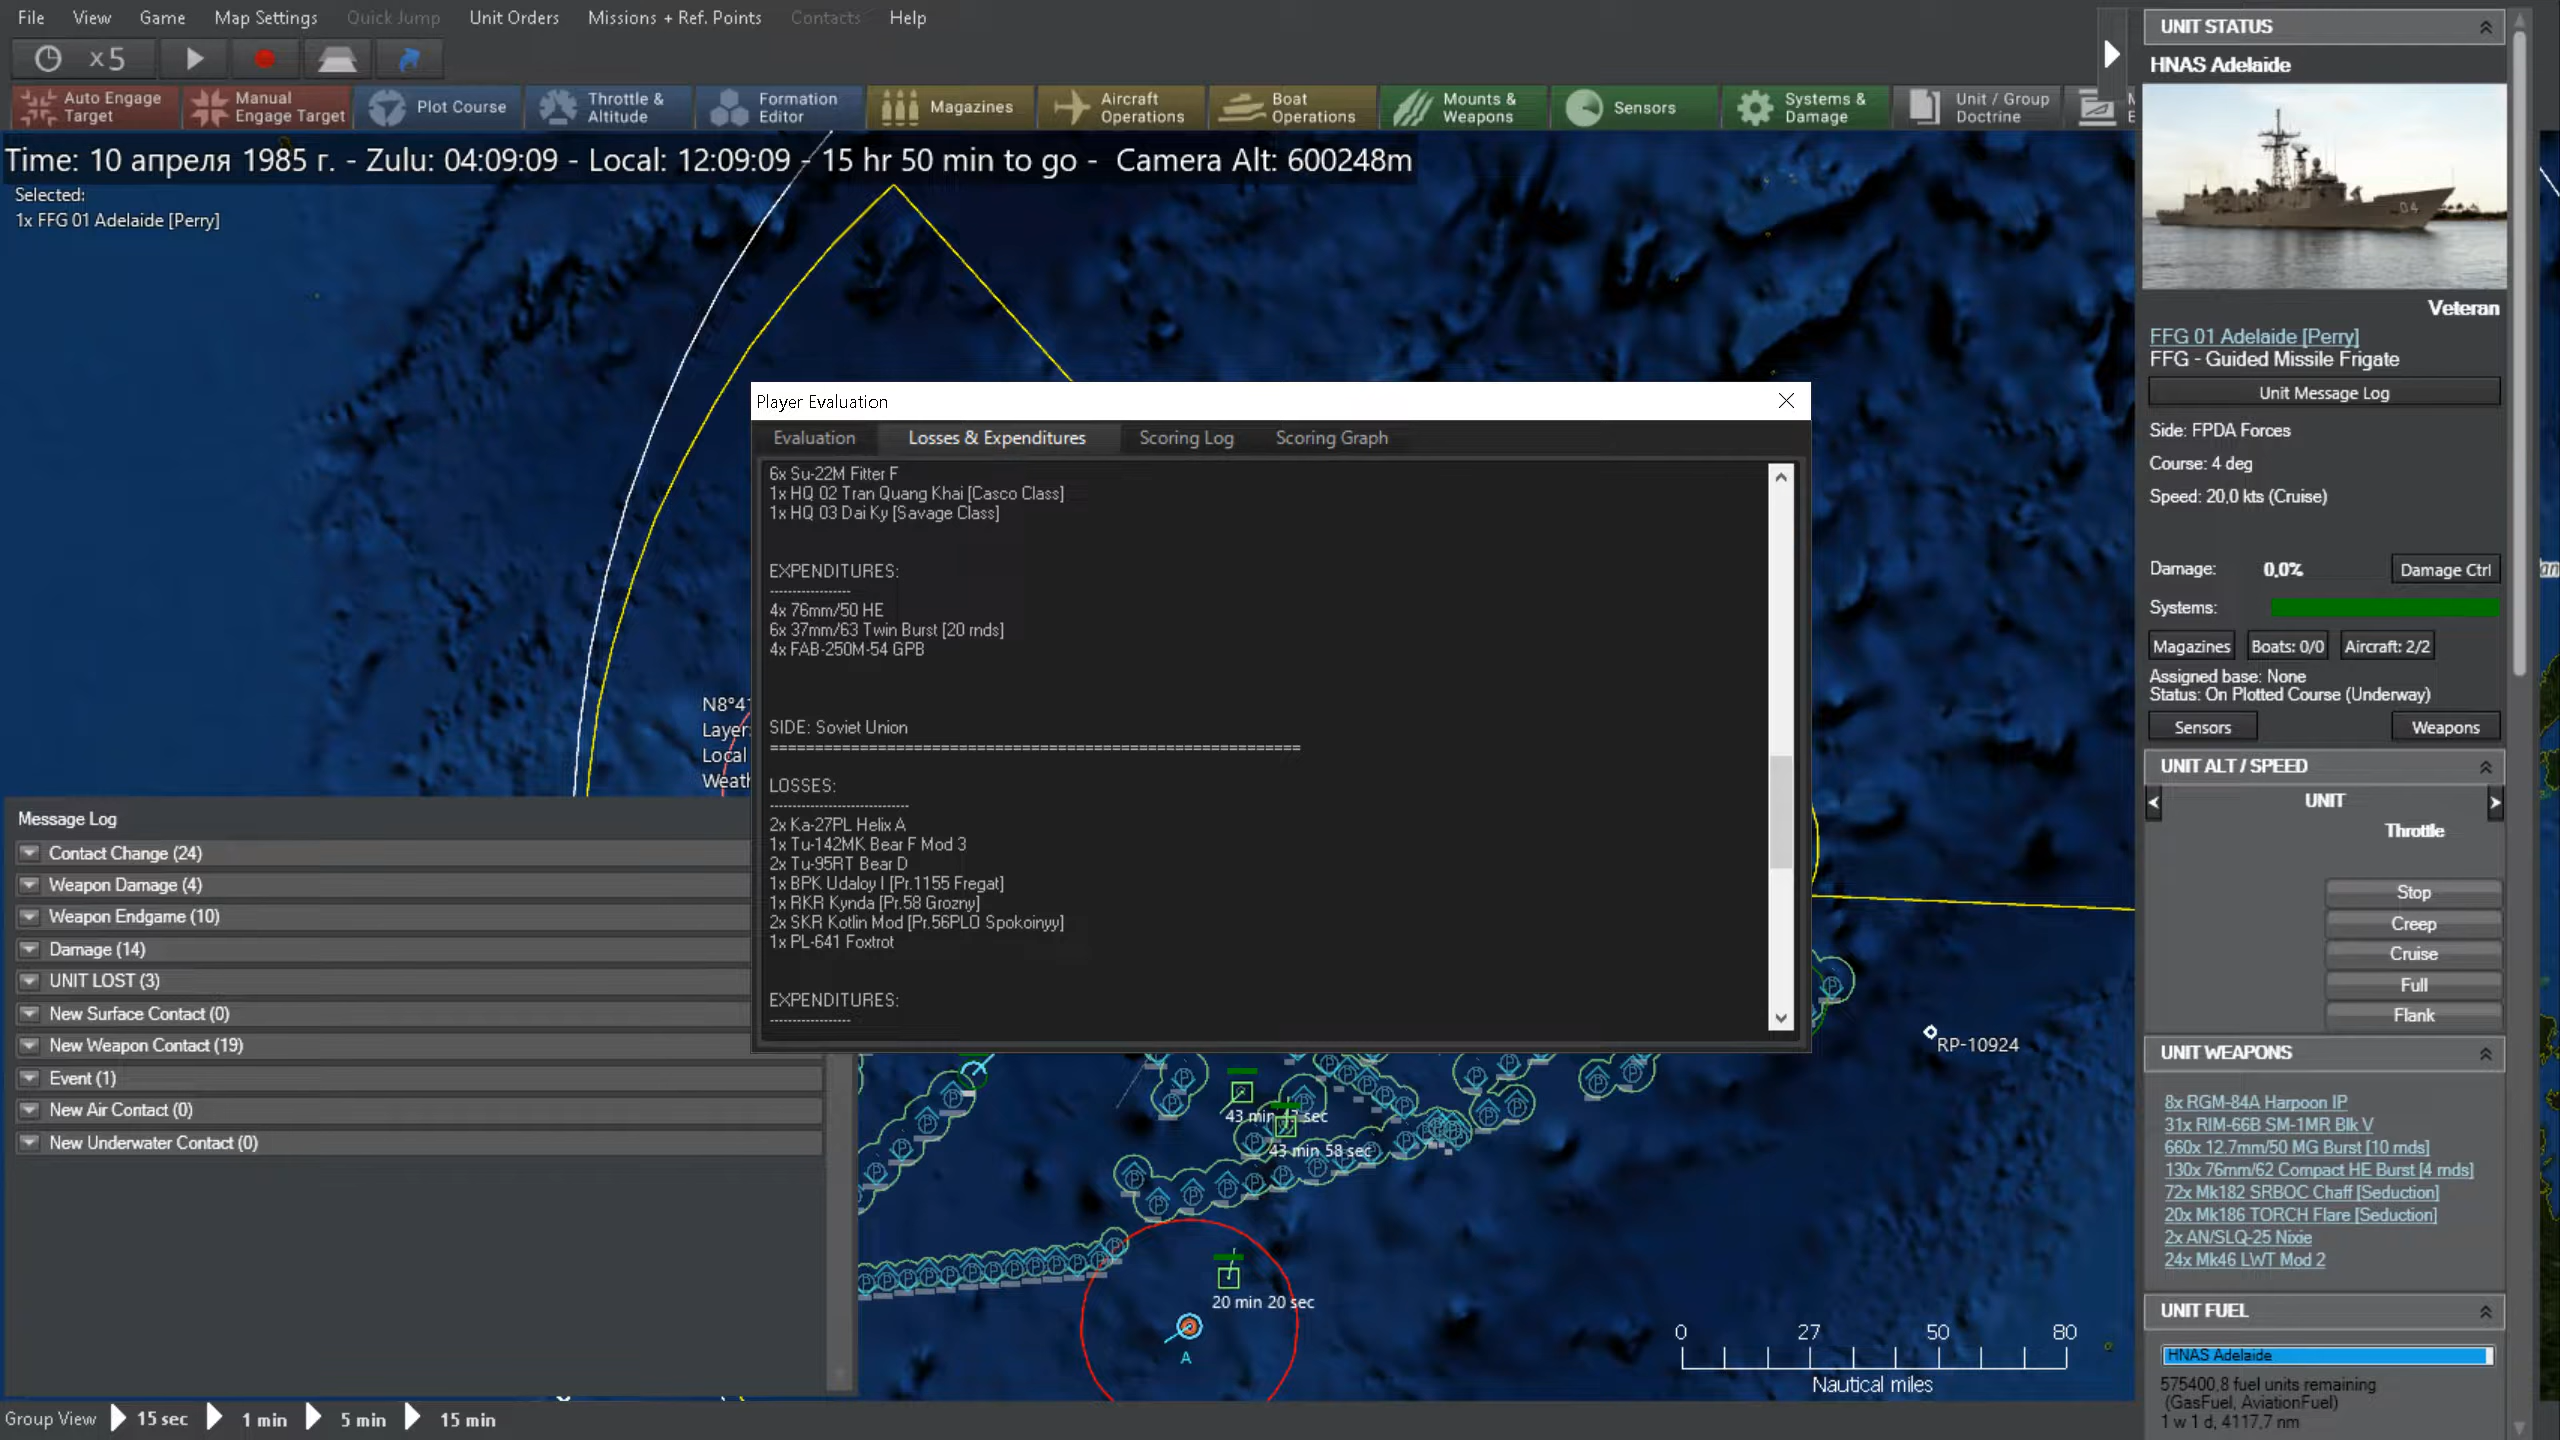 File View Game Map Settings Quick Jump Unit Orders Missions + Ref. Points Contacts Help
x5
Auto Engage Target
Manual Engage Target
Plot Course
Throttle & Altitude
Formation Editor
Magazines
Aircraft Operations
Boat Operations
Mounts & Weapons
Sensors
Systems & Damage
Unit / Group Doctrine
Time: 10 апреля 1985 г. - Zulu: 04:09:09 - Local: 12:09:09 - 15 hr 50 min to go - Camera Alt: 600248m
Selected:
1x FFG 01 Adelaide [Perry]
N8°41
Layer
Local
Weath
Player Evaluation
Evaluation Losses & Expenditures Scoring Log Scoring Graph
6x Su-22M Fitter F
1x HQ 02 Tran Quang Khai [Casco Class]
1x HQ 03 Dai Ky [Savage Class]
EXPENDITURES:
------------------
4x 76mm/50 HE
6x 37mm/63 Twin Burst [20 rnds]
4x FAB-250M-54 GPB
SIDE: Soviet Union
===========================================================
LOSSES:
-------------------------------
2x Ka-27PL Helix A
1x Tu-142MK Bear F Mod 3
2x Tu-95RT Bear D
1x BPK Udaloy I [Pr.1155 Fregat]
1x RKR Kynda [Pr.58 Grozny]
2x SKR Kotlin Mod [Pr.56PLO Spokoinyy]
1x PL-641 Foxtrot
EXPENDITURES:
------------------
Message Log
Contact Change (24)
Weapon Damage (4)
Weapon Endgame (10)
Damage (14)
UNIT LOST (3)
New Surface Contact (0)
New Weapon Contact (19)
Event (1)
New Air Contact (0)
New Underwater Contact (0)
RP-10924
43 min sec
43 min 58 sec
20 min 20 sec
A
0 27 50 80
Nautical miles
Group View 15 sec 1 min 5 min 15 min
UNIT STATUS
HNAS Adelaide
04
Veteran
FFG 01 Adelaide [Perry]
FFG - Guided Missile Frigate
Unit Message Log
Side: FPDA Forces
Course: 4 deg
Speed: 20,0 kts (Cruise)
Damage: 0,0% Damage Ctrl
Systems:
Magazines Boats: 0/0 Aircraft: 2/2
Assigned base: None
Status: On Plotted Course (Underway)
Sensors Weapons
UNIT ALT / SPEED
UNIT
Throttle
Stop
Creep
Cruise
Full
Flank
UNIT WEAPONS
8x RGM-84A Harpoon IP
31x RIM-66B SM-1MR Blk V
660x 12.7mm/50 MG Burst [10 rnds]
130x 76mm/62 Compact HE Burst [4 rnds]
72x Mk182 SRBOC Chaff [Seduction]
20x Mk186 TORCH Flare [Seduction]
2x AN/SLQ-25 Nixie
24x Mk46 LWT Mod 2
UNIT FUEL
HNAS Adelaide
575400,8 fuel units remaining
(GasFuel, AviationFuel)
1 w 1 d, 4117,7 nm